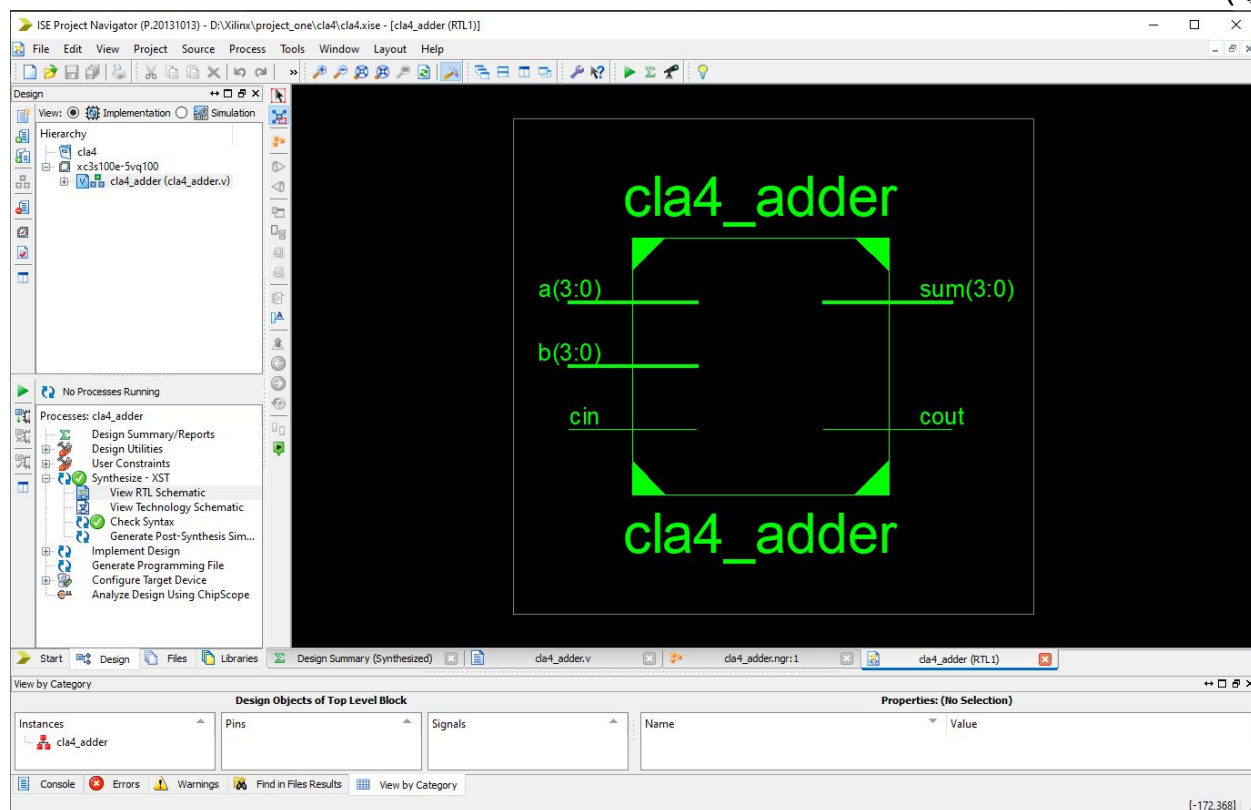 ISE Project Navigator (P.20131013) - D:\Xilinx\project_one\cla4\cla4.xise - [cla4_adder (RTL1)]
File Edit View Project Source Process Tools Window Layout Help
Design
View: Implementation Simulation
Hierarchy
cla4
xc3s100e-5vq100
cla4_adder (cla4_adder.v)
No Processes Running
Processes: cla4_adder
Design Summary/Reports
Design Utilities
User Constraints
Synthesize - XST
View RTL Schematic
View Technology Schematic
Check Syntax
Generate Post-Synthesis Sim...
Implement Design
Generate Programming File
Configure Target Device
Analyze Design Using ChipScope
cla4_adder
a(3:0) sum(3:0)
b(3:0)
cin cout
cla4_adder
Start Design Files Libraries Design Summary (Synthesized) cla4_adder.v cla4_adder.ngr:1 cla4_adder (RTL1)
View by Category
Design Objects of Top Level Block Properties: (No Selection)
Instances Pins Signals Name Value
cla4_adder
Console Errors Warnings Find in Files Results View by Category
[-172,368]